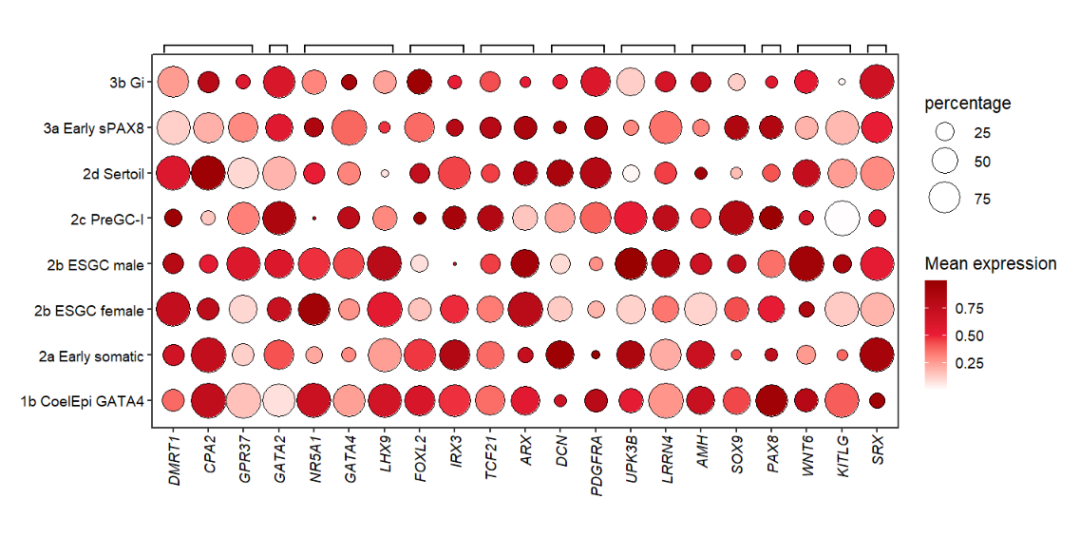 3b Gi
3a Early sPAX8
2d Sertoil
2c PreGC-I
2b ESGC male
2b ESGC female
2a Early somatic
1b CoelEpi GATA4
DMRT1
CPA2
GPR37
GATA2
NR5A1
GATA4
LHX9
FOXL2
IRX3
TCF21
ARX
DCN
PDGFRA
UPK3B
LRRN4
AMH
SOX9
PAX8
WNT6
KITLG
SRX
percentage
25
50
75
Mean expression
0.75
0.50
0.25